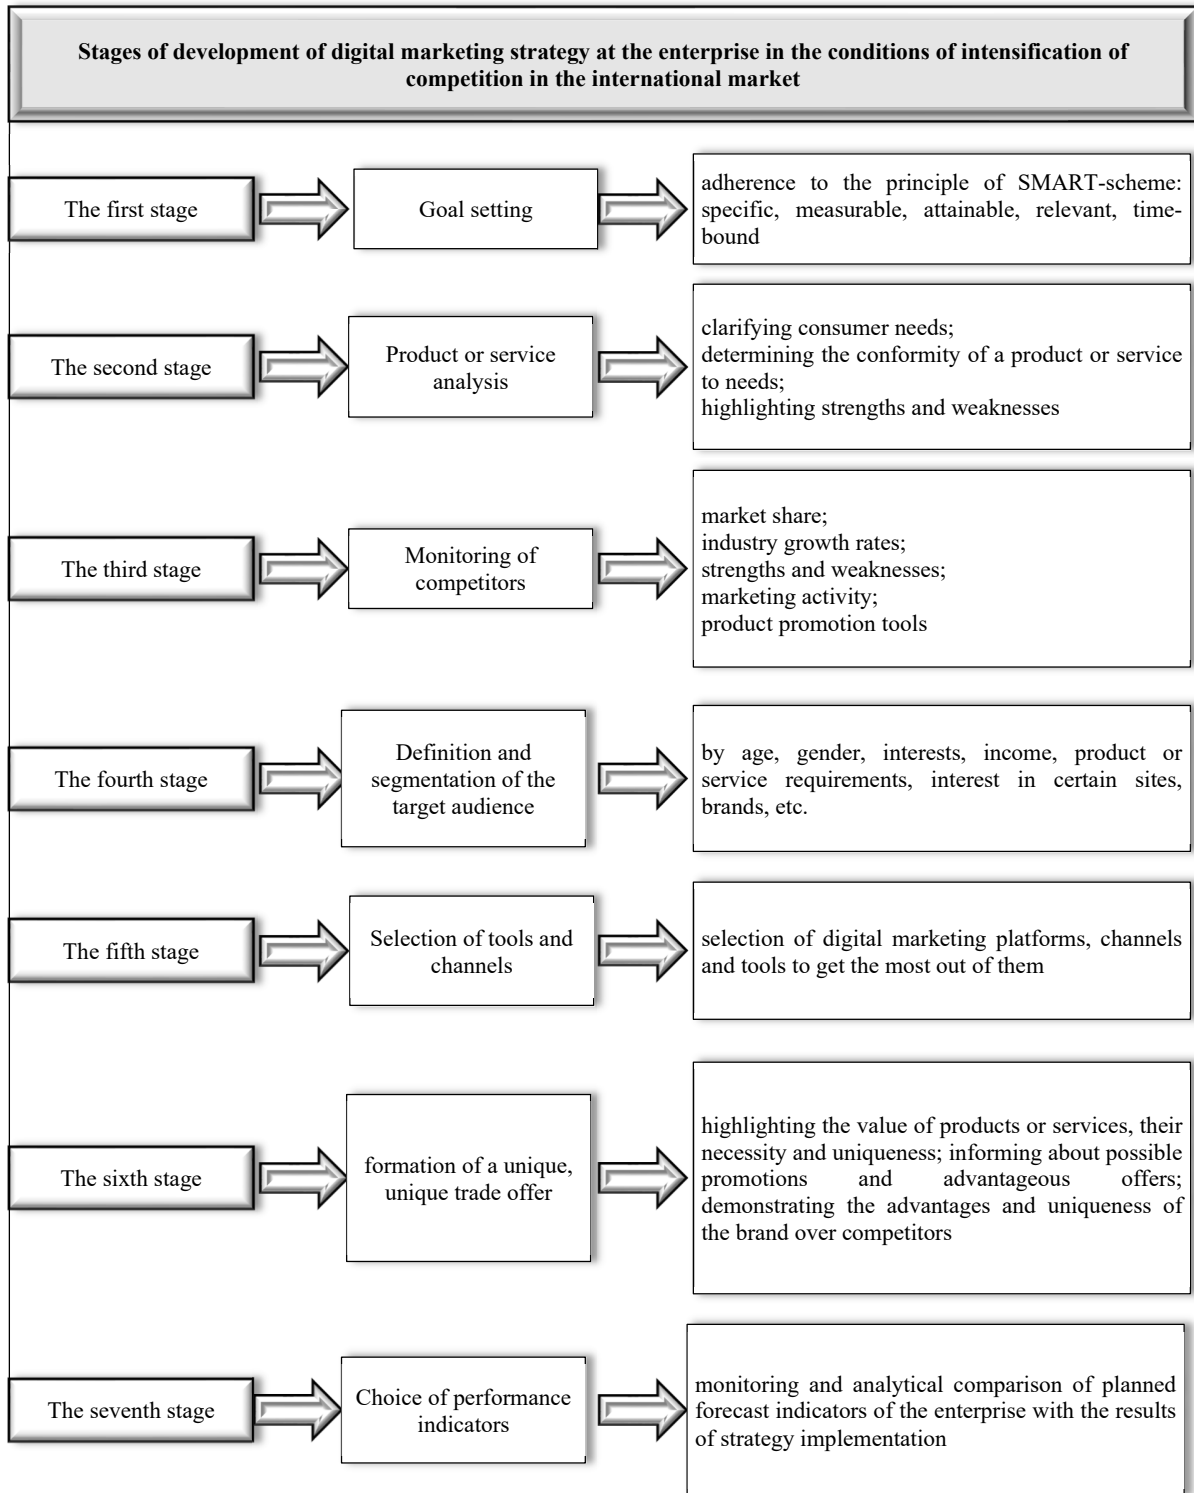 Stages of development of digital marketing strategy at the enterprise in the conditions of intensification of
competition in the international market
The first stage
Goal setting
adherence to the principle of SMART-scheme:
specific, measurable, attainable, relevant, time-
bound
The second stage
Product or service
analysis
clarifying consumer needs;
determining the conformity of a product or service
to needs;
highlighting strengths and weaknesses
The third stage
Monitoring of
competitors
market share;
industry growth rates;
strengths and weaknesses;
marketing activity;
product promotion tools
The fourth stage
Definition and
segmentation of the
target audience
by age, gender, interests, income, product or
service requirements, interest in certain sites,
brands, etc.
The fifth stage
Selection of tools and
channels
selection of digital marketing platforms, channels
and tools to get the most out of them
The sixth stage
formation of a unique,
unique trade offer
highlighting the value of products or services, their
necessity and uniqueness; informing about possible
promotions and advantageous offers;
demonstrating the advantages and uniqueness of
the brand over competitors
The seventh stage
Choice of performance
indicators
monitoring and analytical comparison of planned
forecast indicators of the enterprise with the results
of strategy implementation